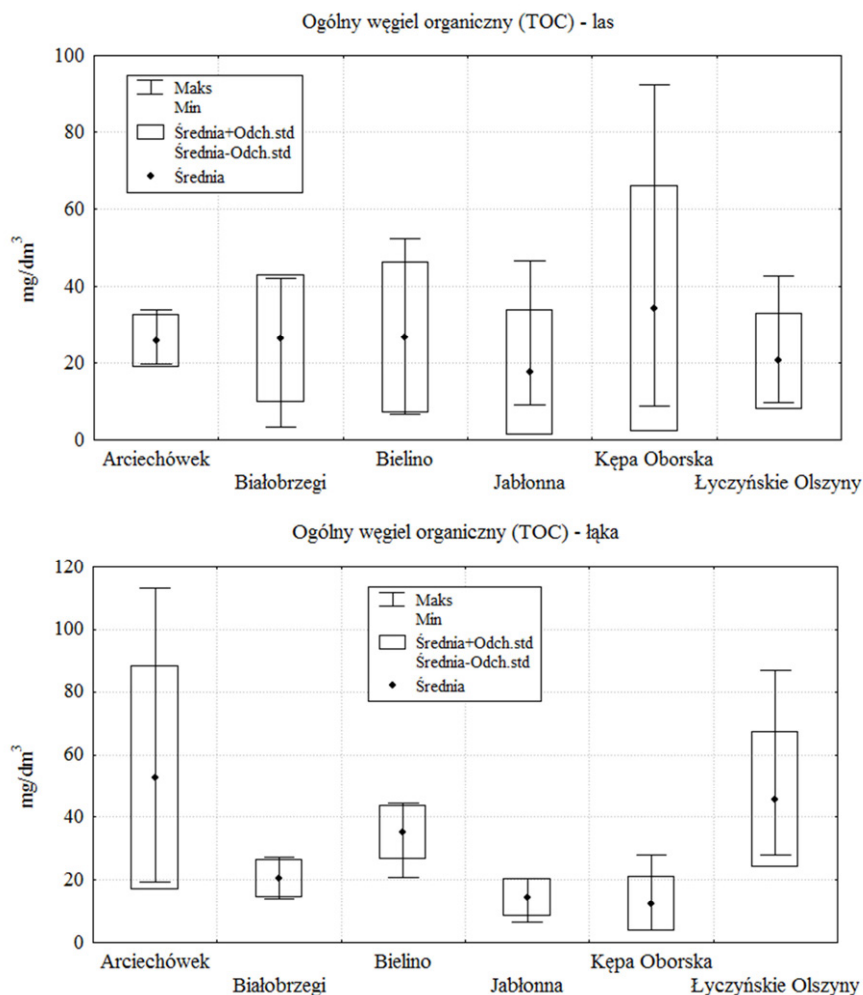 Ogólny węgiel organiczny (TOC) - las
100
80
60
40
20
0
mg/dm³
Maks
Min
Średnia+Odch.std
Średnia-Odch.std
Średnia
Arciechówek
Białobrzegi
Bielino
Jabłonna
Kępa Oborska
Łyczyńskie Olszyny
Ogólny węgiel organiczny (TOC) - łąka
120
100
80
60
40
20
0
mg/dm³
Maks
Min
Średnia+Odch.std
Średnia-Odch.std
Średnia
Arciechówek
Białobrzegi
Bielino
Jabłonna
Kępa Oborska
Łyczyńskie Olszyny